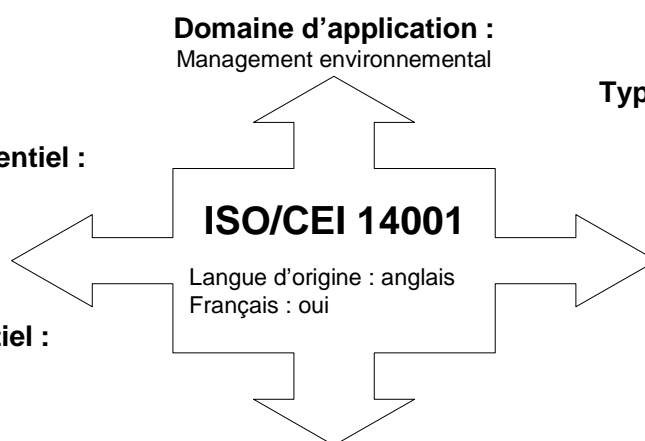 Domaine d’application :
Management environnemental
Typ
entiel :
ISO/CEI 14001
Langue d’origine : anglais
Français : oui
tiel :